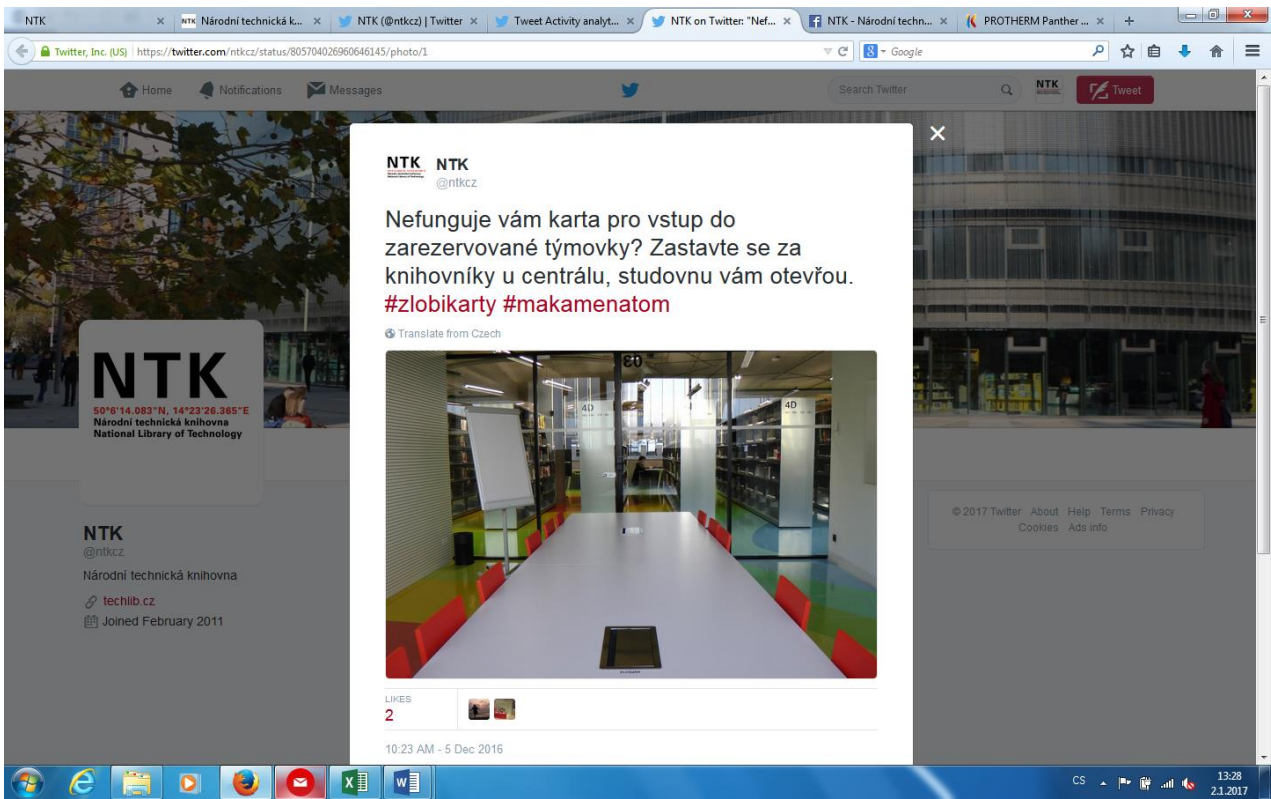 NTK
Národní technická k...
NTK (@ntkcz) | Twitter
Tweet Activity analyt...
NTK on Twitter: "Nef...
NTK - Národní techn...
PROTHERM Panther ...
Twitter, Inc. (US) https://twitter.com/ntkcz/status/805704026960646145/photo/1
Google
Home Notifications Messages
Search Twitter
NTK
Tweet
NTK NTK
@ntkcz
Nefunguje vám karta pro vstup do
zarezervované týmovky? Zastavte se za
knihovníky u centrálu, studovnu vám otevřou.
#zlobikarty #makamenatom
Translate from Czech
03
4D
4D
LIKES
2
10:23 AM - 5 Dec 2016
NTK
50°6'14.083"N, 14°23'26.365"E
Národní technická knihovna
National Library of Technology
NTK
@ntkcz
Národní technická knihovna
techlib.cz
Joined February 2011
© 2017 Twitter About Help Terms Privacy
Cookies Ads info
CS
13:28
2.1.2017